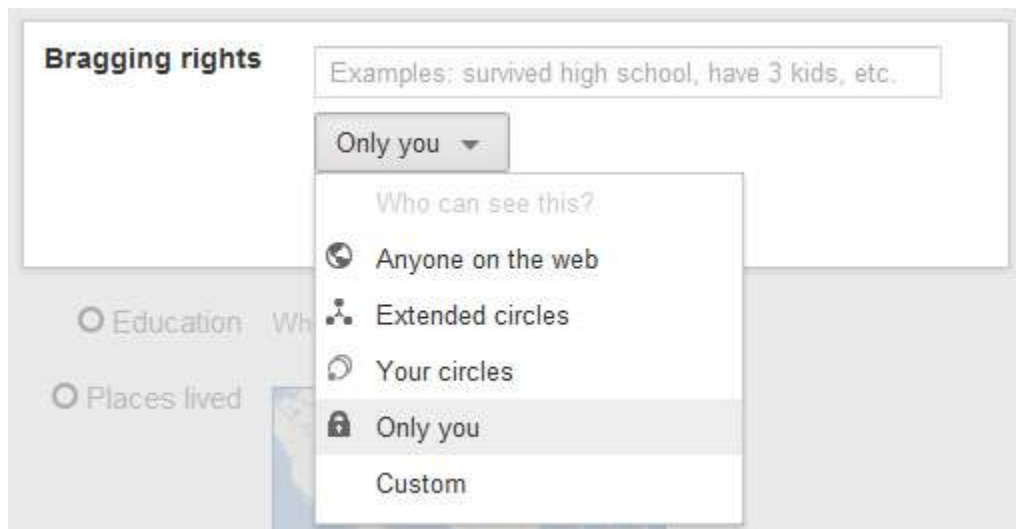 Bragging rights
Examples: survived high school, have 3 kids, etc.
Only you
Who can see this?
Anyone on the web
Extended circles
Education Wh
Your circles
Places lived
Only you
Custom